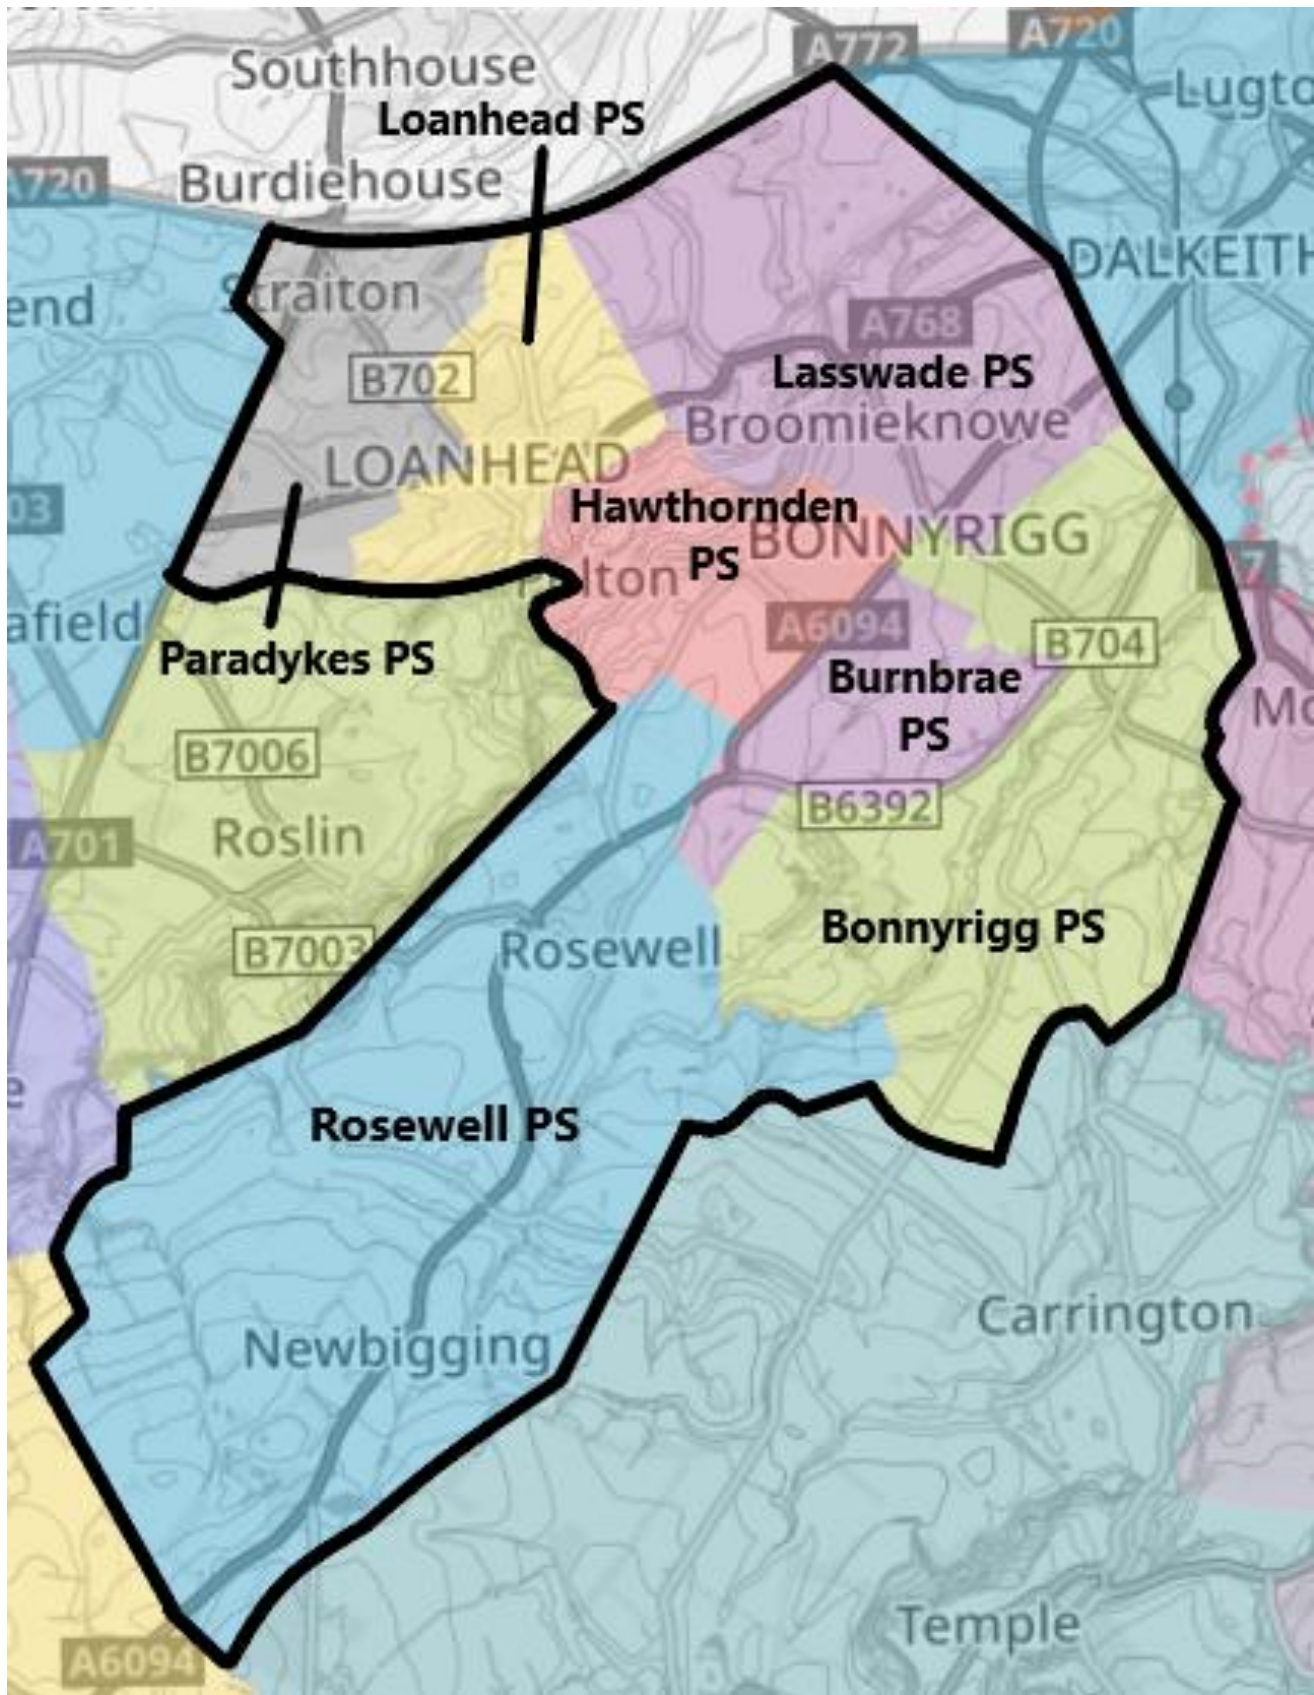 A772
A720
Southhouse
Lugto
Loanhead PS
A720
Burdiehouse
DALKEITH
Straiton
end
A768
B702
Lasswade PS
Broomieknowe
LOANHEAD
03
Hawthornden
PS
BONNYRIGG
lton
7
afield
A6094
B704
Paradykes PS
Burnbrae
PS
Mo
B7006
B6392
A701
Roslin
Bonnyrigg PS
B7003
Rosewell
e
Rosewell PS
Carrington
Newbigging
Temple
A6094